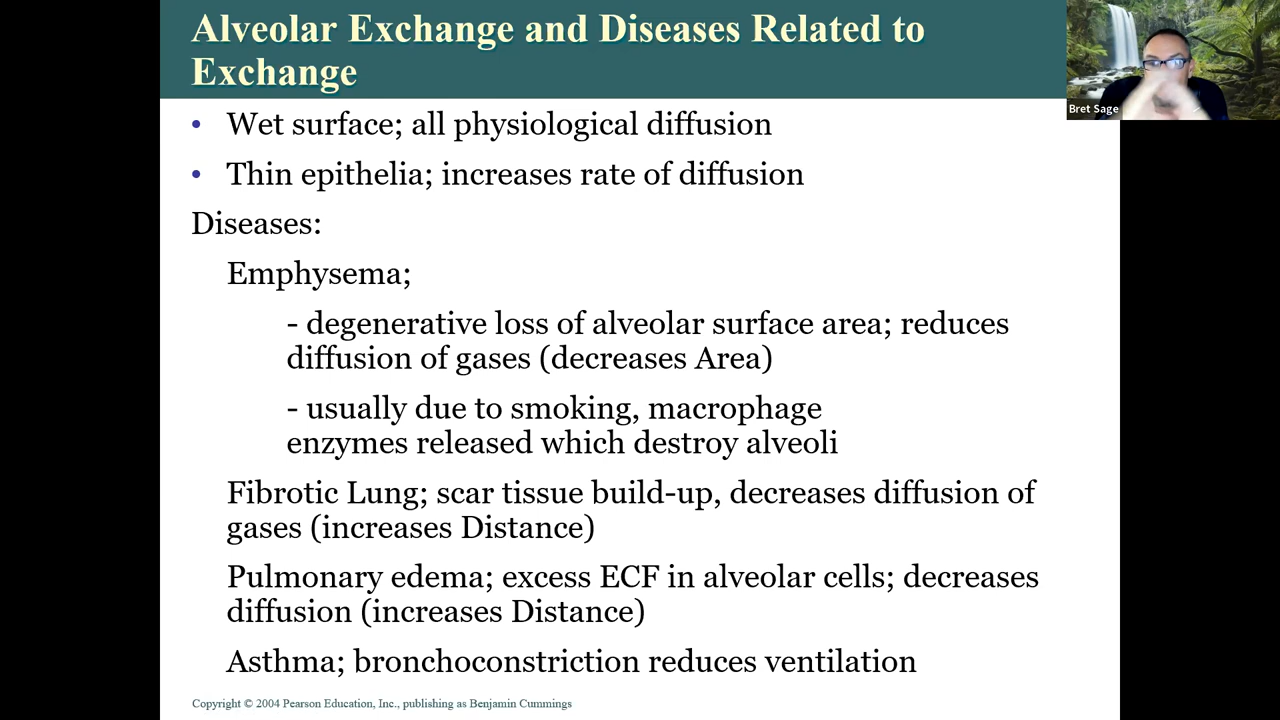 Alveolar Exchange and Diseases Related to
Exchange
Bret Sage
• Wet surface; all physiological diffusion
• Thin epithelia; increases rate of diffusion
Diseases:
Emphysema;
- degenerative loss of alveolar surface area; reduces
diffusion of gases (decreases Area)
- usually due to smoking, macrophage
enzymes released which destroy alveoli
Fibrotic Lung; scar tissue build-up, decreases diffusion of
gases (increases Distance)
Pulmonary edema; excess ECF in alveolar cells; decreases
diffusion (increases Distance)
Asthma; bronchoconstriction reduces ventilation
Copyright © 2004 Pearson Education, Inc., publishing as Benjamin Cummings